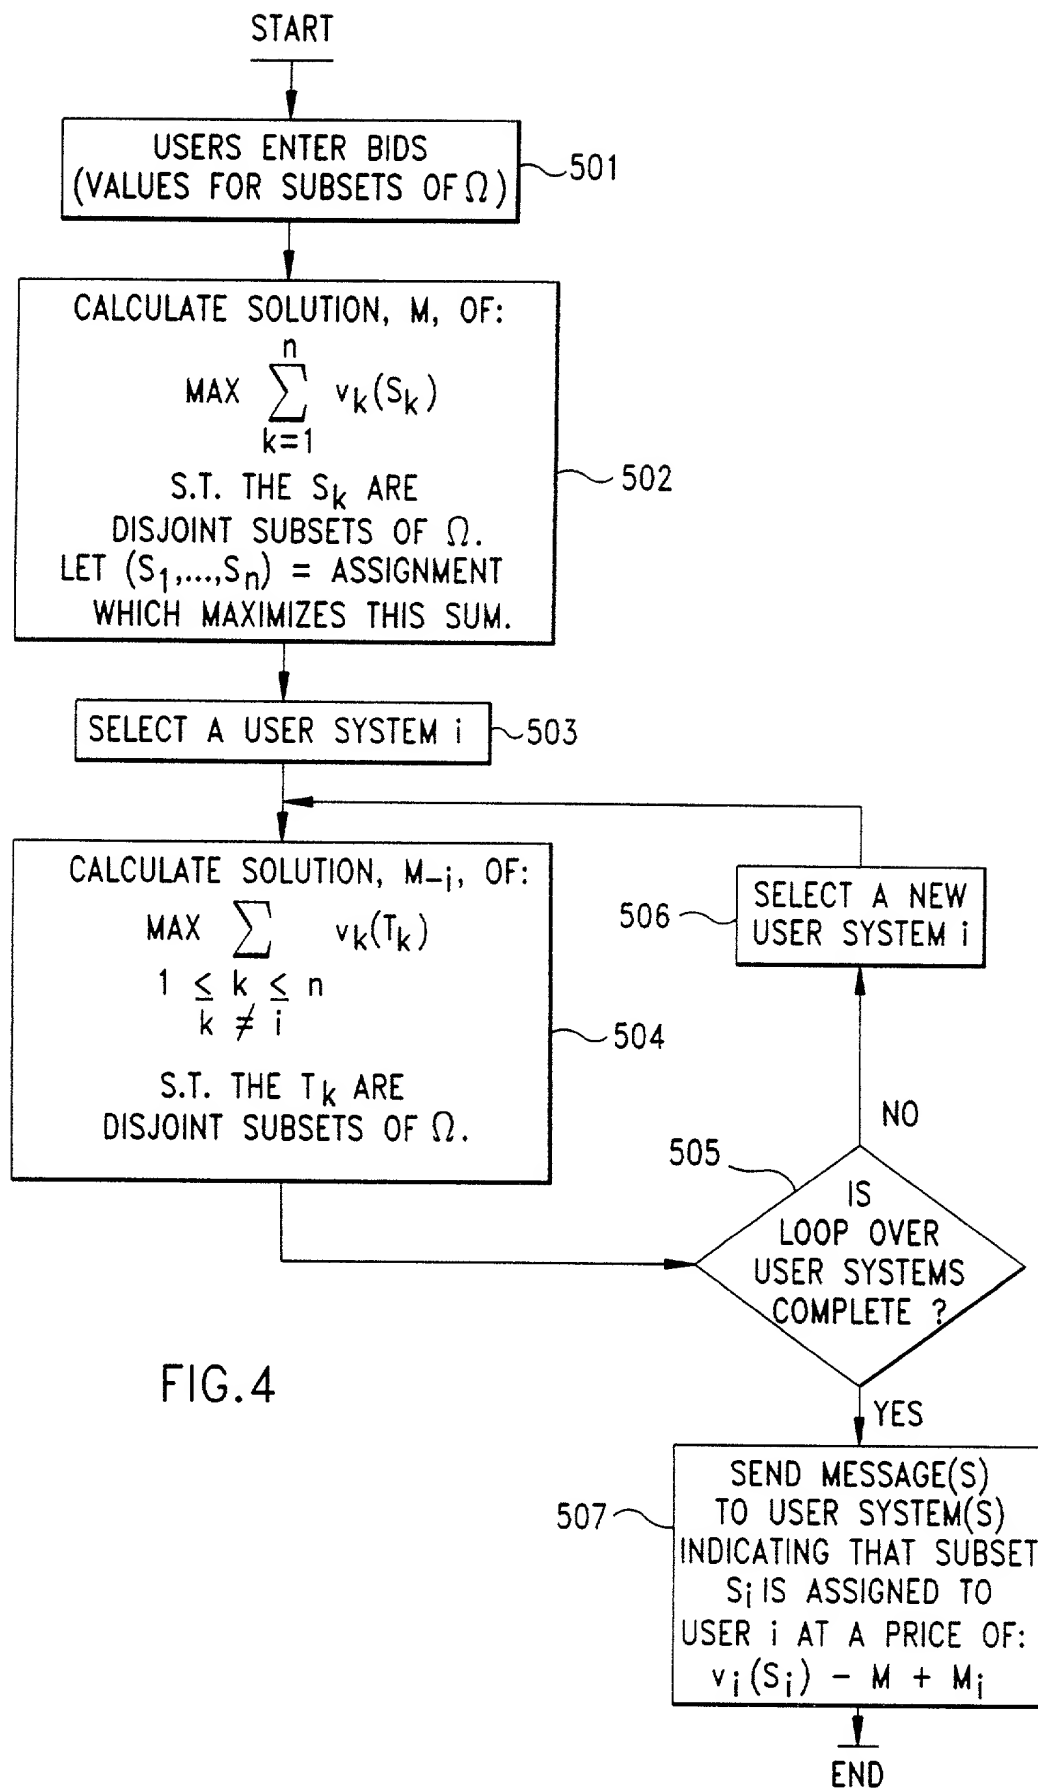 START
USERS ENTER BIDS
(VALUES FOR SUBSETS OF Ω)
501
CALCULATE SOLUTION, M, OF:
n
MAX ∑ vk(Sk)
k=1
S.T. THE Sk ARE
DISJOINT SUBSETS OF Ω.
LET (S1,...,Sn) = ASSIGNMENT
WHICH MAXIMIZES THIS SUM.
502
SELECT A USER SYSTEM i
503
CALCULATE SOLUTION, M–i, OF:
MAX ∑ vk(Tk)
1 ≤ k ≤ n
k ≠ i
S.T. THE Tk ARE
DISJOINT SUBSETS OF Ω.
504
SELECT A NEW
USER SYSTEM i
506
NO
505
IS
LOOP OVER
USER SYSTEMS
COMPLETE ?
FIG.4
YES
SEND MESSAGE(S)
TO USER SYSTEM(S)
INDICATING THAT SUBSET
Si IS ASSIGNED TO
USER i AT A PRICE OF:
vi(Si) – M + Mi
507
END